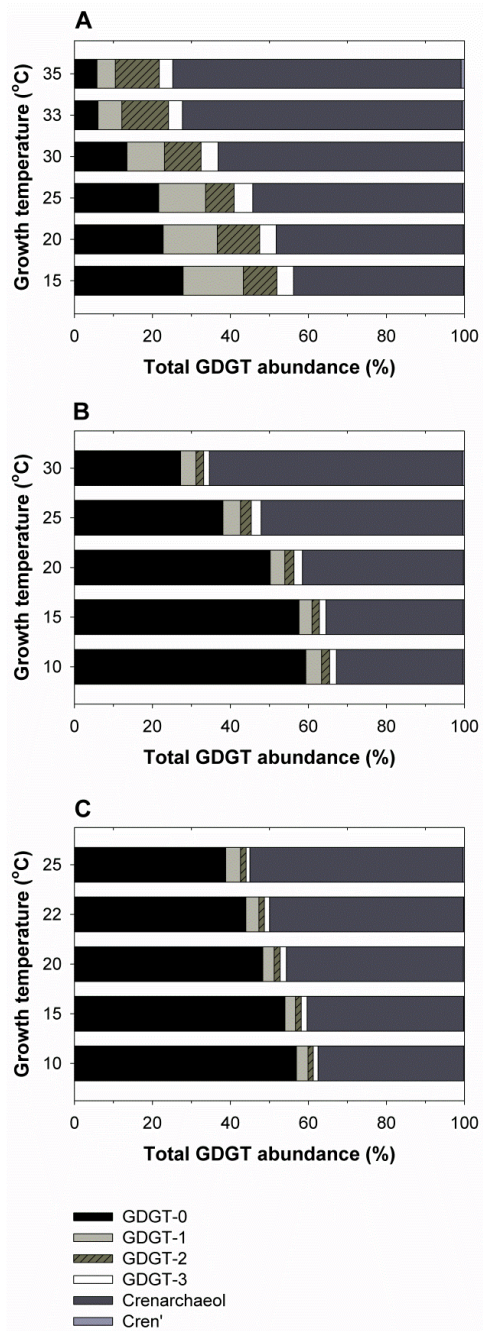 A
Growth temperature (°C)
35
33
30
25
20
15
0 20 40 60 80 100
Total GDGT abundance (%)
B
Growth temperature (°C)
30
25
20
15
10
0 20 40 60 80 100
Total GDGT abundance (%)
C
Growth temperature (°C)
25
22
20
15
10
0 20 40 60 80 100
Total GDGT abundance (%)
GDGT-0
GDGT-1
GDGT-2
GDGT-3
Crenarchaeol
Cren'